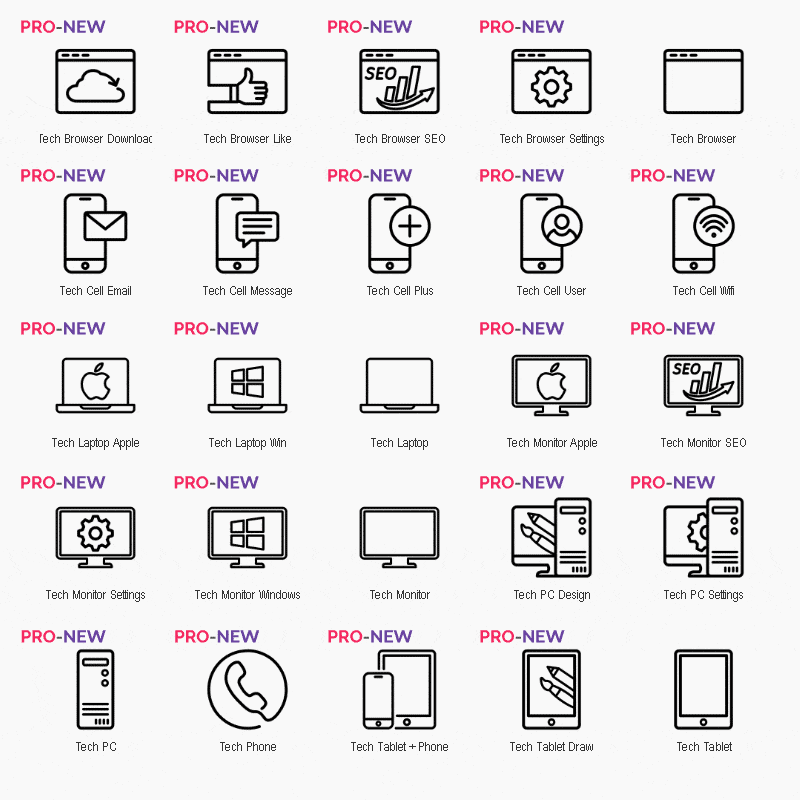 PRO-NEW PRO-NEW PRO-NEW PRO-NEW
SEO
Tech Browser Download Tech Browser Like Tech Browser SEO Tech Browser Settings Tech Browser
PRO-NEW PRO-NEW PRO-NEW PRO-NEW PRO-NEW
Tech Cell Email Tech Cell Message Tech Cell Plus Tech Cell User Tech Cell Wifi
PRO-NEW PRO-NEW PRO-NEW PRO-NEW
SEO
Tech Laptop Apple Tech Laptop Win Tech Laptop Tech Monitor Apple Tech Monitor SEO
PRO-NEW PRO-NEW PRO-NEW PRO-NEW
Tech Monitor Settings Tech Monitor Windows Tech Monitor Tech PC Design Tech PC Settings
PRO-NEW PRO-NEW PRO-NEW PRO-NEW
Tech PC Tech Phone Tech Tablet + Phone Tech Tablet Draw Tech Tablet